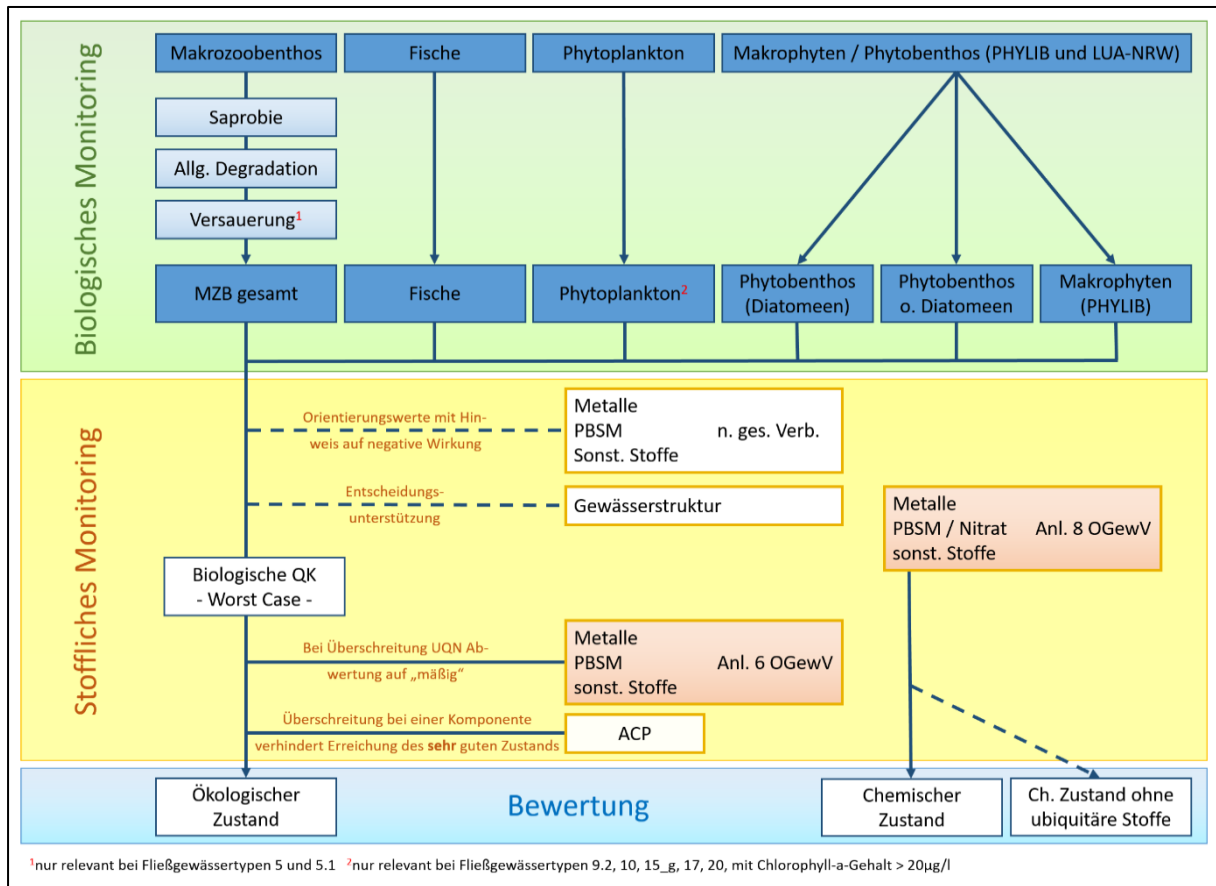 Biologisches Monitoring
Makrozoobenthos
Fische
Phytoplankton
Makrophyten / Phytobenthos (PHYLIB und LUA-NRW)
Saprobie
Allg. Degradation
Versauerung¹
MZB gesamt
Fische
Phytoplankton²
Phytobenthos
(Diatomeen)
Phytobenthos
o. Diatomeen
Makrophyten
(PHYLIB)
Stoffliches Monitoring
Orientierungswerte mit Hin-
weis auf negative Wirkung
Metalle
PBSM n. ges. Verb.
Sonst. Stoffe
Entscheidungs-
unterstützung
Gewässerstruktur
Metalle
PBSM / Nitrat Anl. 8 OGewV
sonst. Stoffe
Biologische QK
- Worst Case -
Bei Überschreitung UQN Ab-
wertung auf „mäßig“
Metalle
PBSM Anl. 6 OGewV
sonst. Stoffe
Überschreitung bei einer Komponente
verhindert Erreichung des sehr guten Zustands
ACP
Ökologischer
Zustand
Bewertung
Chemischer
Zustand
Ch. Zustand ohne
ubiquitäre Stoffe
¹nur relevant bei Fließgewässertypen 5 und 5.1 ²nur relevant bei Fließgewässertypen 9.2, 10, 15_g, 17, 20, mit Chlorophyll-a-Gehalt > 20µg/l